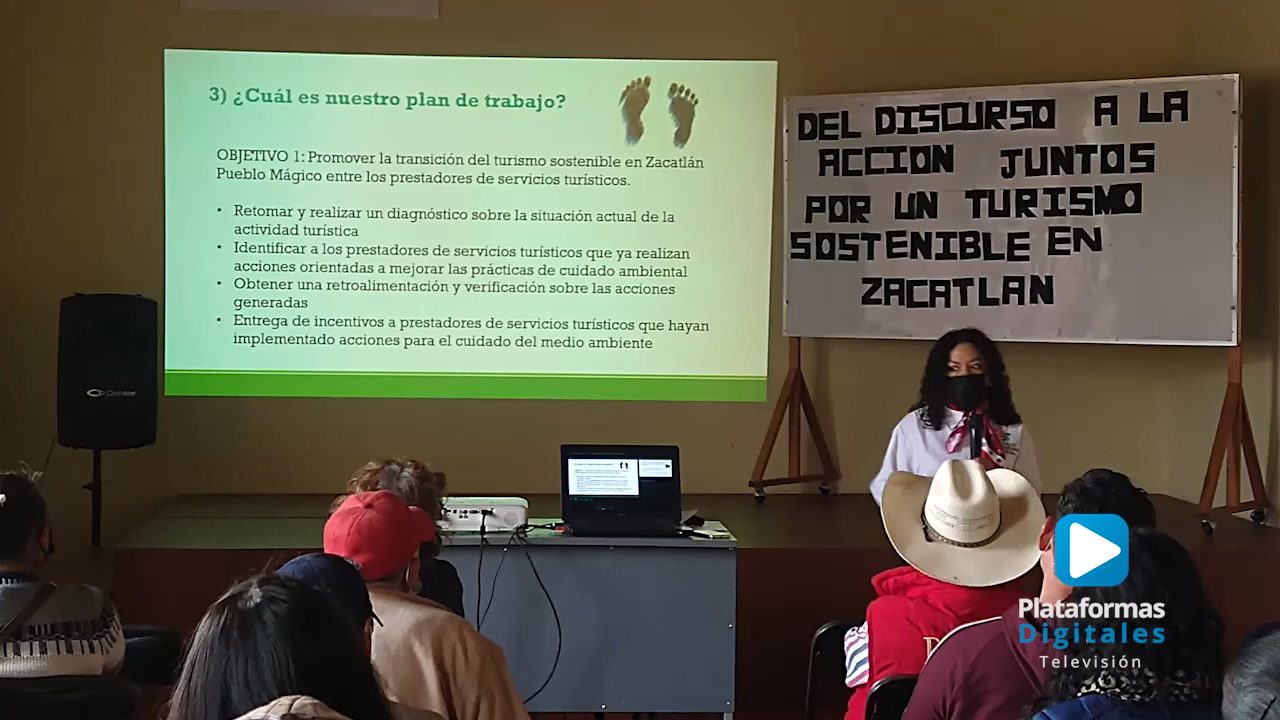 3) ¿Cuál es nuestro plan de trabajo?
OBJETIVO 1: Promover la transición del turismo sostenible en Zacatlán
Pueblo Mágico entre los prestadores de servicios turísticos.
• Retomar y realizar un diagnóstico sobre la situación actual de la
actividad turística
• Identificar a los prestadores de servicios turísticos que ya realizan
acciones orientadas a mejorar las prácticas de cuidado ambiental
• Obtener una retroalimentación y verificación sobre las acciones
generadas
• Entrega de incentivos a prestadores de servicios turísticos que hayan
implementado acciones para el cuidado del medio ambiente
DEL DISCURSO A LA
ACCION JUNTOS
POR UN TURISMO
SOSTENIBLE EN
ZACATLAN
Plataformas
Digitales
Televisión